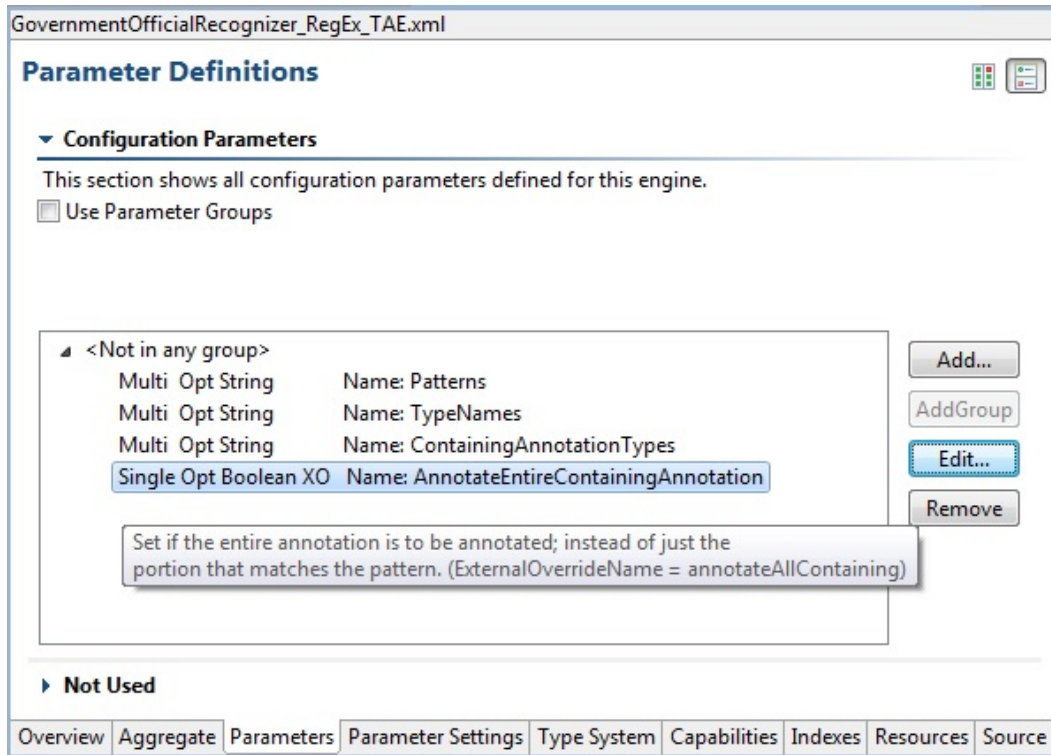 GovernmentOfficialRecognizer_RegEx_TAE.xml
Parameter Definitions
Configuration Parameters
This section shows all configuration parameters defined for this engine.
Use Parameter Groups
<Not in any group>
Multi Opt String Name: Patterns
Multi Opt String Name: TypeNames
Multi Opt String Name: ContainingAnnotationTypes
Single Opt Boolean XO Name: AnnotateEntireContainingAnnotation
Set if the entire annotation is to be annotated; instead of just the
portion that matches the pattern. (ExternalOverrideName = annotateAllContaining)
Add...
AddGroup
Edit...
Remove
Not Used
Overview Aggregate Parameters Parameter Settings Type System Capabilities Indexes Resources Source